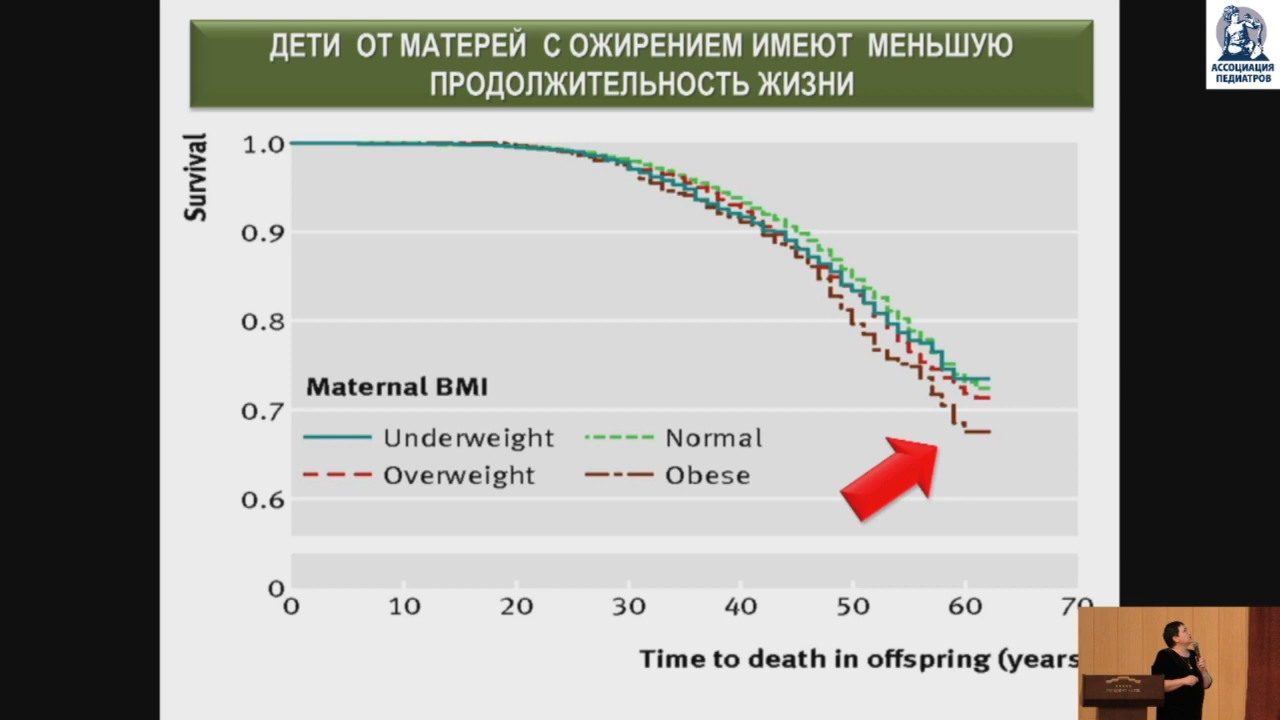 ДЕТИ ОТ МАТЕРЕЙ С ОЖИРЕНИЕМ ИМЕЮТ МЕНЬШУЮ
ПРОДОЛЖИТЕЛЬНОСТЬ ЖИЗНИ
АССОЦИАЦИЯ
ПЕДИАТРОВ
Survival
1.0
0.9
0.8
0.7
0.6
0
Maternal BMI
Underweight Normal
Overweight Obese
0 10 20 30 40 50 60 70
Time to death in offspring (years